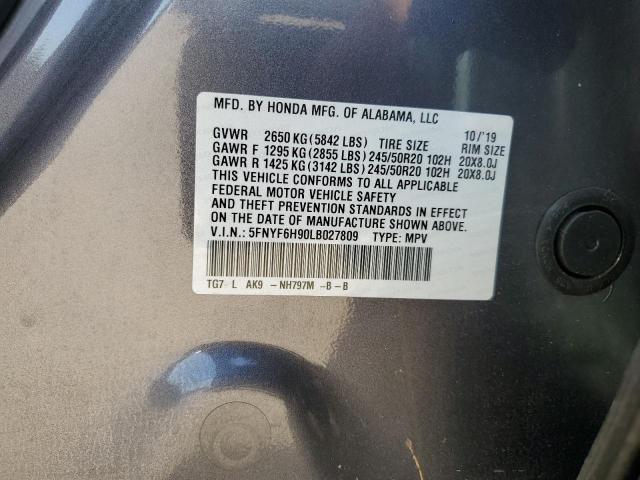 MFD. BY HONDA MFG. OF ALABAMA, LLC
10/'19
GVWR 2650 KG(5842 LBS) TIRE SIZE RIM SIZE
GAWR F 1295 KG(2855 LBS)245/50R20 102H 20X8.0J
GAWR R 1425 KG(3142 LBS)245/50R20 102H 20X8.0J
THIS VEHICLE CONFORMS TO ALL APPLICABLE
FEDERAL MOTOR VEHICLE SAFETY
AND THEFT PREVENTION STANDARDS IN EFFECT
ON THE DATE OF MANUFACTURE SHOWN ABOVE.
V.I.N.: 5FNYF6H90LB027809 TYPE: MPV
TG7 L AK9 -NH797M -B-B